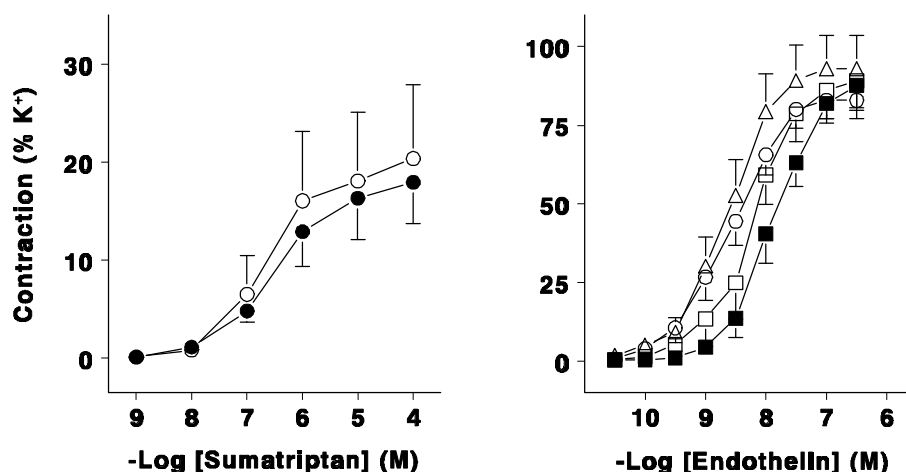 Contraction (% K⁺)
30
20
10
0
9 8 7 6 5 4
-Log [Sumatriptan] (M)
100
75
50
25
0
10 9 8 7 6
-Log [Endothelin] (M)